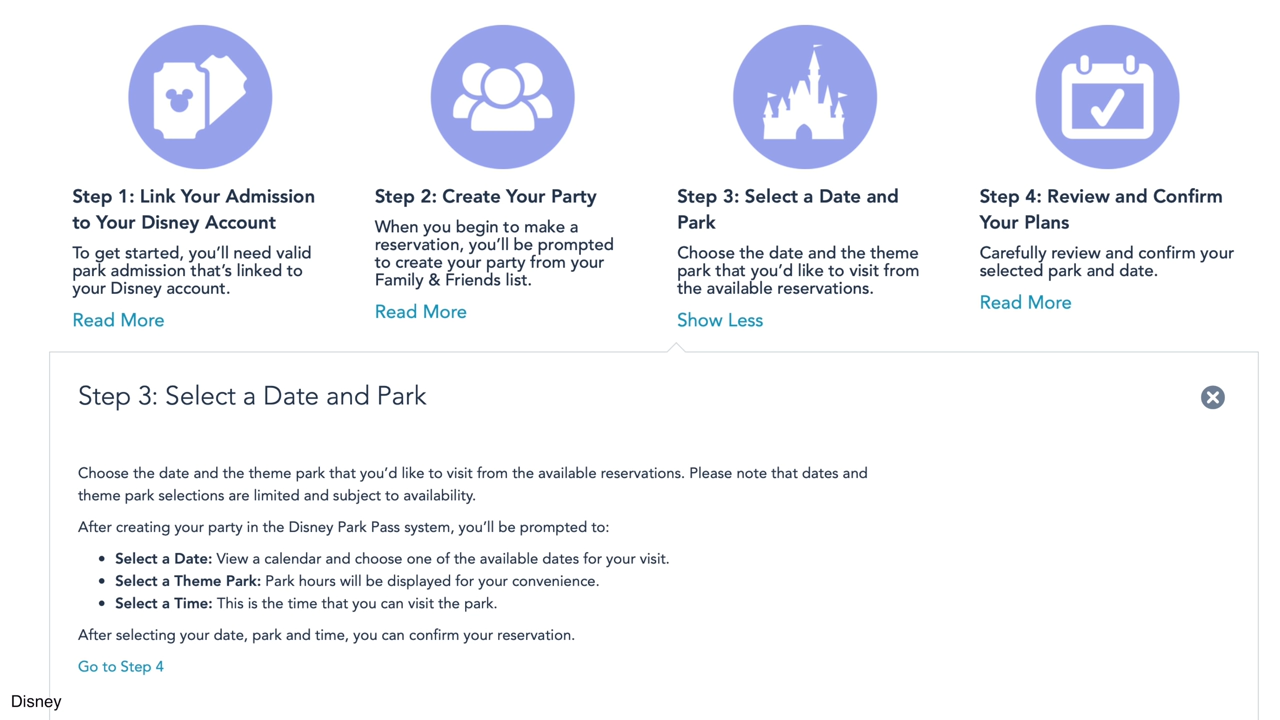 Step 1: Link Your Admission
to Your Disney Account
To get started, you'll need valid
park admission that's linked to
your Disney account.
Read More
Step 2: Create Your Party
When you begin to make a
reservation, you'll be prompted
to create your party from your
Family & Friends list.
Read More
Step 3: Select a Date and
Park
Choose the date and the theme
park that you'd like to visit from
the available reservations.
Show Less
Step 4: Review and Confirm
Your Plans
Carefully review and confirm your
selected park and date.
Read More
Step 3: Select a Date and Park
Choose the date and the theme park that you'd like to visit from the available reservations. Please note that dates and
theme park selections are limited and subject to availability.
After creating your party in the Disney Park Pass system, you'll be prompted to:
• Select a Date: View a calendar and choose one of the available dates for your visit.
• Select a Theme Park: Park hours will be displayed for your convenience.
• Select a Time: This is the time that you can visit the park.
After selecting your date, park and time, you can confirm your reservation.
Go to Step 4
Disney